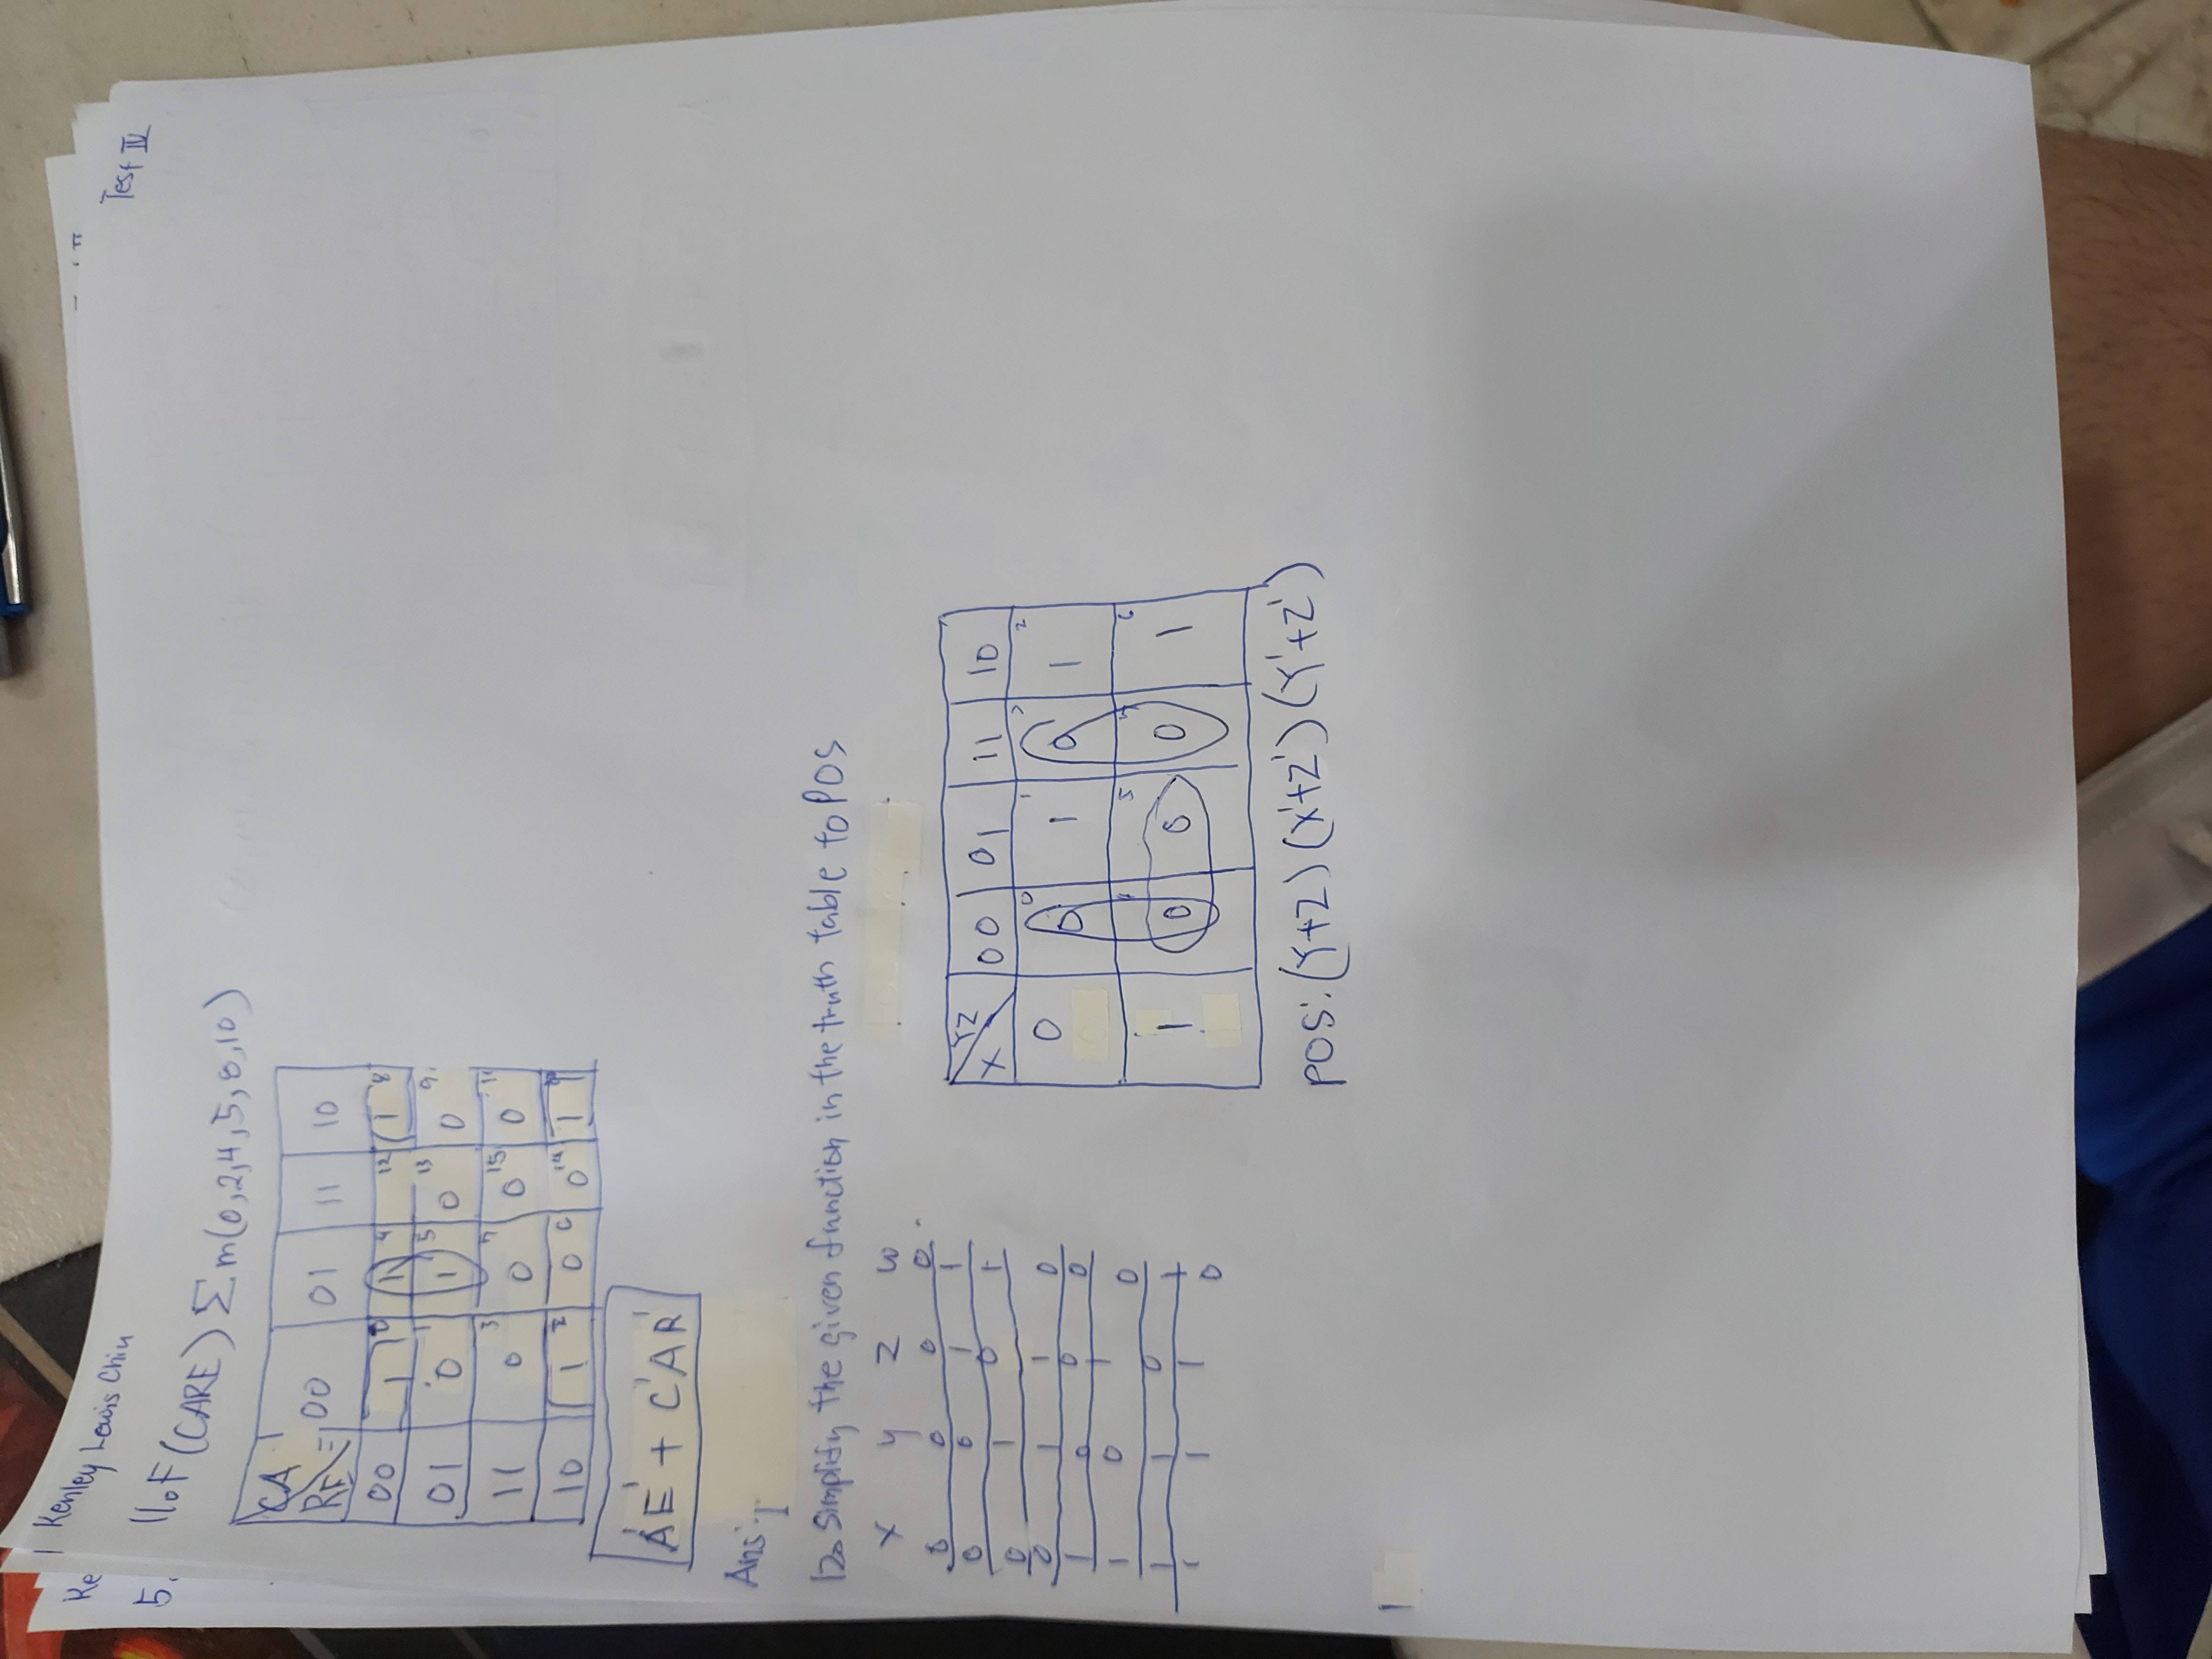 Kenley Lewis Chiu
Test IV
Ke
5.
11. F (CARE) Σ m(0,2,4,5,8,10)
CA
RE 00 01 11 10
00 1 0 1 4 12 1 8
01 0 1 1 5 0 13 0 9
11 0 3 0 7 0 15 0 11
10 1 2 0 6 0 14 1 10
A'E' + C'AR'
Ans:
12. Simplify the given function in the truth table to POS
X Y Z W
0 0 0 0
0 0 1 1
0 1 0 1
0 1 1 0
1 0 0 0
1 0 1 0
1 1 0 1
1 1 1 0
YZ
X 00 01 11 10
0 0 0 1 1 0 3 1 2
1 0 4 0 5 0 7 1 6
POS: (Y+Z) (X'+Z') (Y'+Z')
1